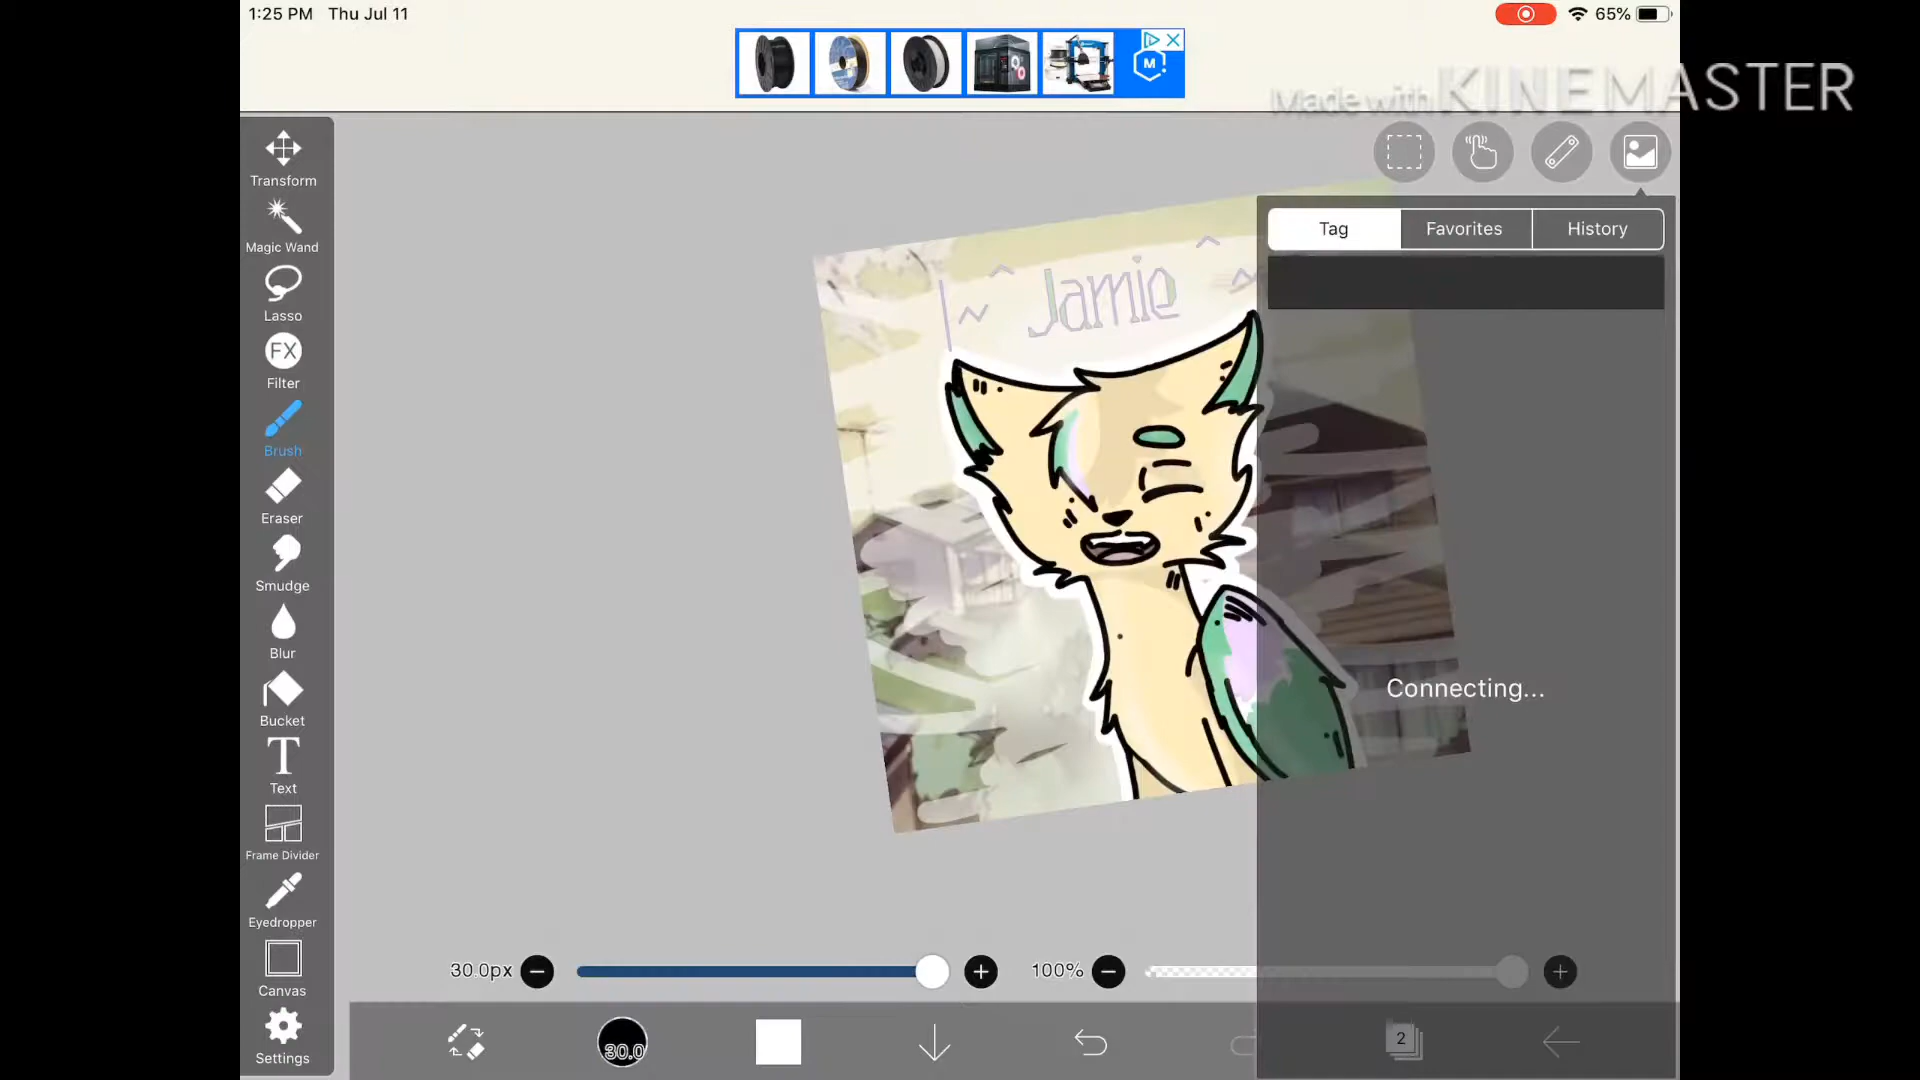 1:25 PM Thu Jul 11
65%
M
Made with KINEMASTER
Transform
Magic Wand
Lasso
FX
Filter
Brush
Eraser
Smudge
Blur
Bucket
T
Text
Frame Divider
Eyedropper
Canvas
Settings
Tag
Favorites
History
~ Jamie ~
Connecting...
30.0px
100%
30.0
2